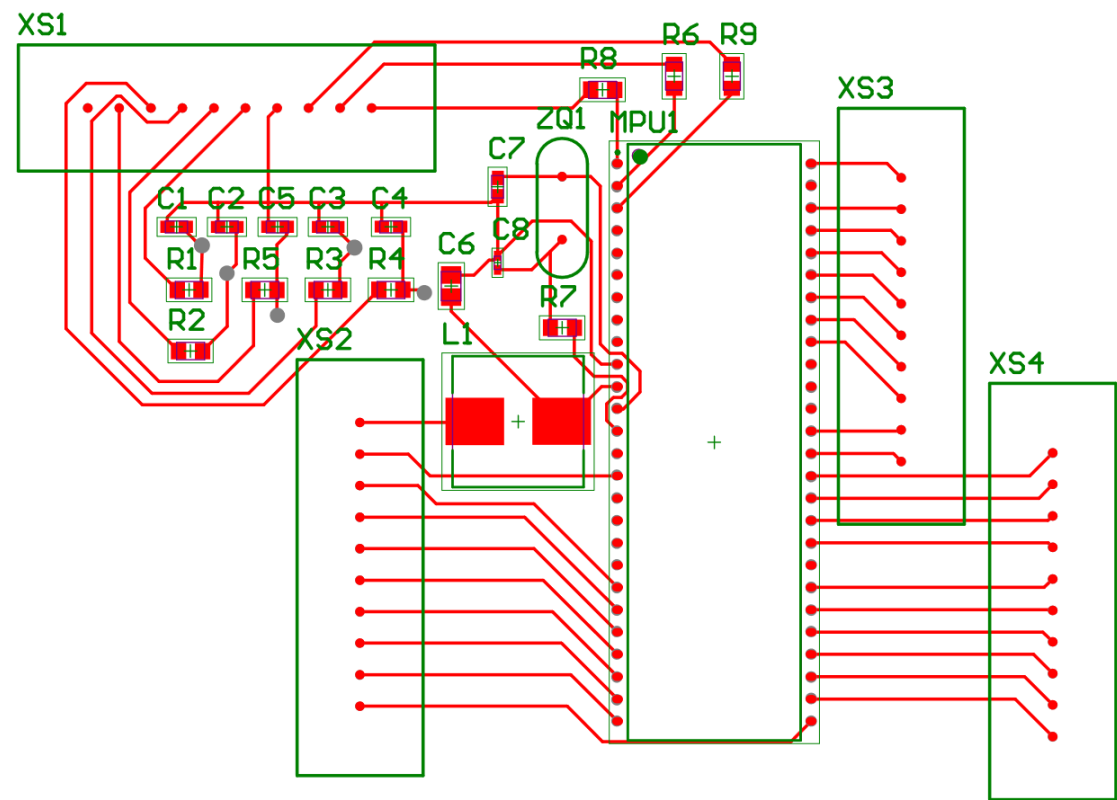 XS1
R6 R9
R8
XS3
ZQ1 MPU1
C7
C1 C2 C5 C3 C4
C8
C6
R1 R5 R3 R4
R7
R2
XS2 L1
XS4